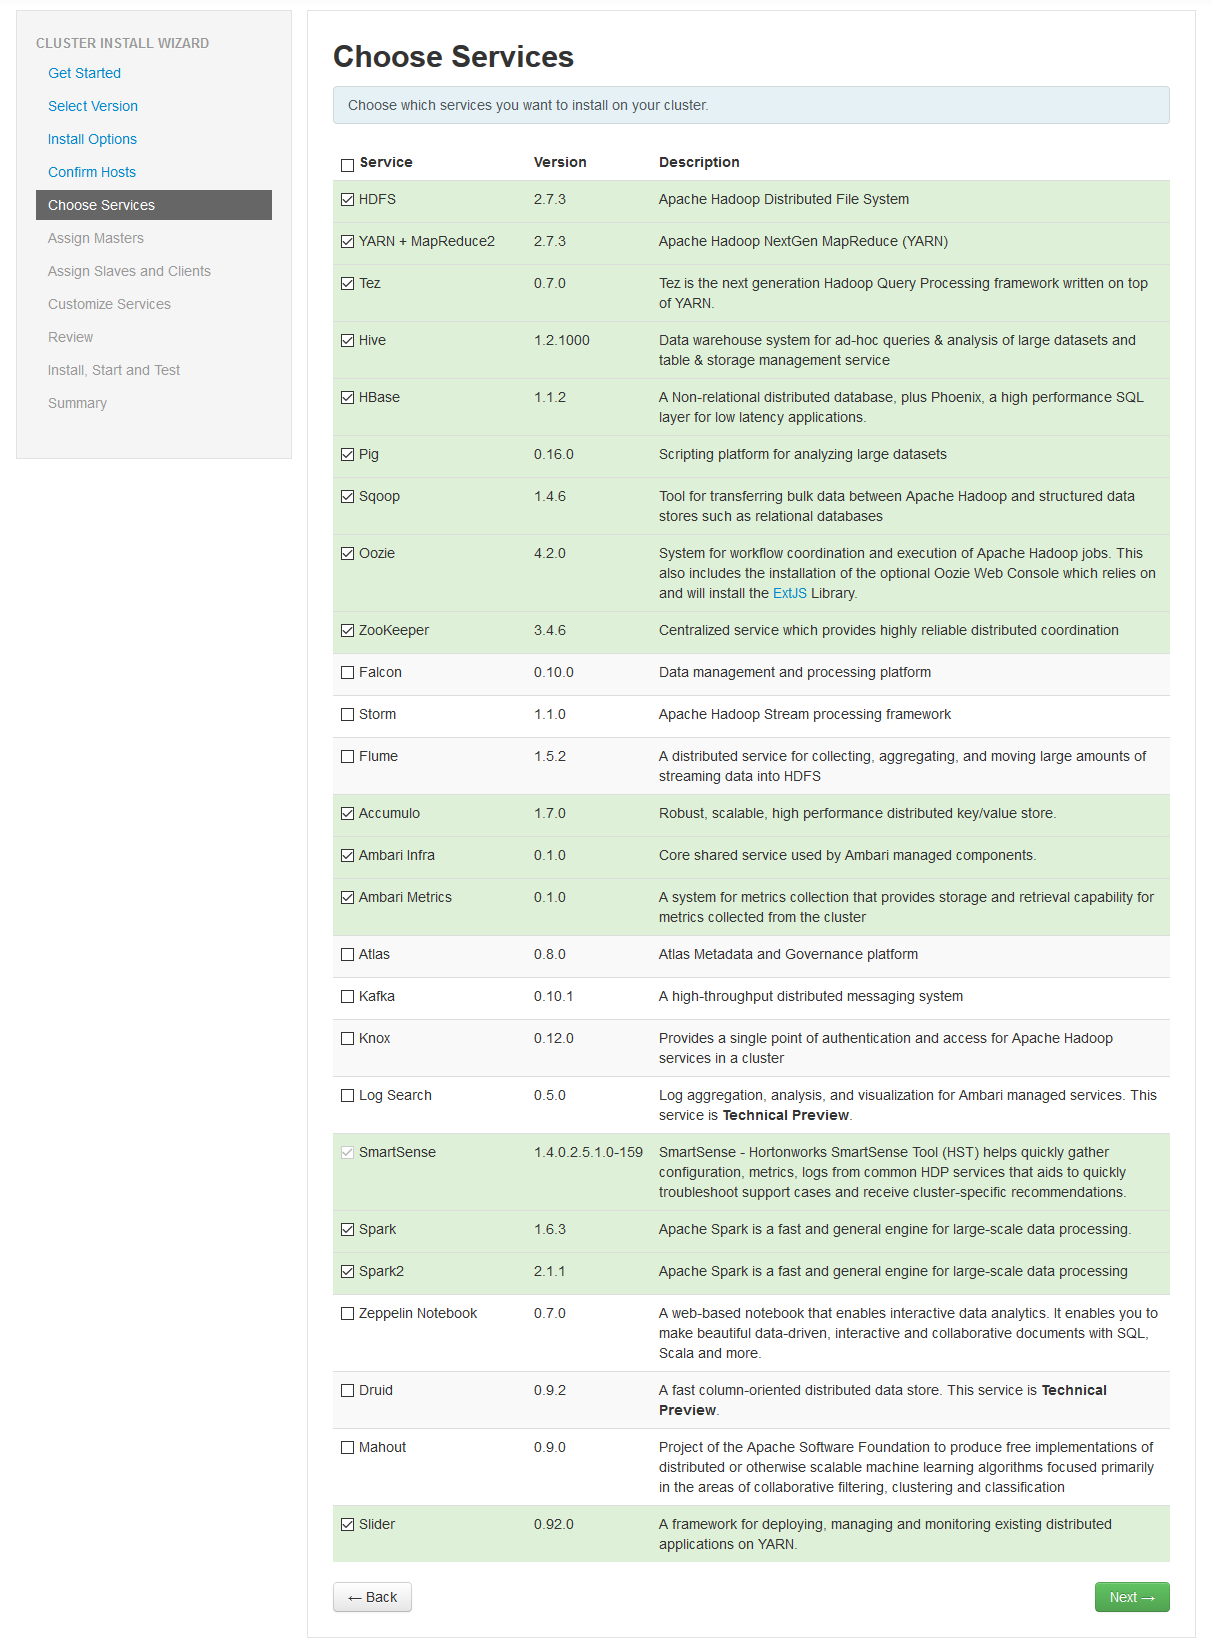 CLUSTER INSTALL WIZARD
Get Started
Select Version
Install Options
Confirm Hosts
Choose Services
Assign Masters
Assign Slaves and Clients
Customize Services
Review
Install, Start and Test
Summary
Choose Services
Choose which services you want to install on your cluster.
Service Version Description
HDFS 2.7.3 Apache Hadoop Distributed File System
YARN + MapReduce2 2.7.3 Apache Hadoop NextGen MapReduce (YARN)
Tez 0.7.0 Tez is the next generation Hadoop Query Processing framework written on top
of YARN.
Hive 1.2.1000 Data warehouse system for ad-hoc queries & analysis of large datasets and
table & storage management service
HBase 1.1.2 A Non-relational distributed database, plus Phoenix, a high performance SQL
layer for low latency applications.
Pig 0.16.0 Scripting platform for analyzing large datasets
Sqoop 1.4.6 Tool for transferring bulk data between Apache Hadoop and structured data
stores such as relational databases
Oozie 4.2.0 System for workflow coordination and execution of Apache Hadoop jobs. This
also includes the installation of the optional Oozie Web Console which relies on
and will install the ExtJS Library.
ZooKeeper 3.4.6 Centralized service which provides highly reliable distributed coordination
Falcon 0.10.0 Data management and processing platform
Storm 1.1.0 Apache Hadoop Stream processing framework
Flume 1.5.2 A distributed service for collecting, aggregating, and moving large amounts of
streaming data into HDFS
Accumulo 1.7.0 Robust, scalable, high performance distributed key/value store.
Ambari Infra 0.1.0 Core shared service used by Ambari managed components.
Ambari Metrics 0.1.0 A system for metrics collection that provides storage and retrieval capability for
metrics collected from the cluster
Atlas 0.8.0 Atlas Metadata and Governance platform
Kafka 0.10.1 A high-throughput distributed messaging system
Knox 0.12.0 Provides a single point of authentication and access for Apache Hadoop
services in a cluster
Log Search 0.5.0 Log aggregation, analysis, and visualization for Ambari managed services. This
service is Technical Preview.
SmartSense 1.4.0.2.5.1.0-159 SmartSense - Hortonworks SmartSense Tool (HST) helps quickly gather
configuration, metrics, logs from common HDP services that aids to quickly
troubleshoot support cases and receive cluster-specific recommendations.
Spark 1.6.3 Apache Spark is a fast and general engine for large-scale data processing.
Spark2 2.1.1 Apache Spark is a fast and general engine for large-scale data processing
Zeppelin Notebook 0.7.0 A web-based notebook that enables interactive data analytics. It enables you to
make beautiful data-driven, interactive and collaborative documents with SQL,
Scala and more.
Druid 0.9.2 A fast column-oriented distributed data store. This service is Technical
Preview.
Mahout 0.9.0 Project of the Apache Software Foundation to produce free implementations of
distributed or otherwise scalable machine learning algorithms focused primarily
in the areas of collaborative filtering, clustering and classification
Slider 0.92.0 A framework for deploying, managing and monitoring existing distributed
applications on YARN.
← Back Next →